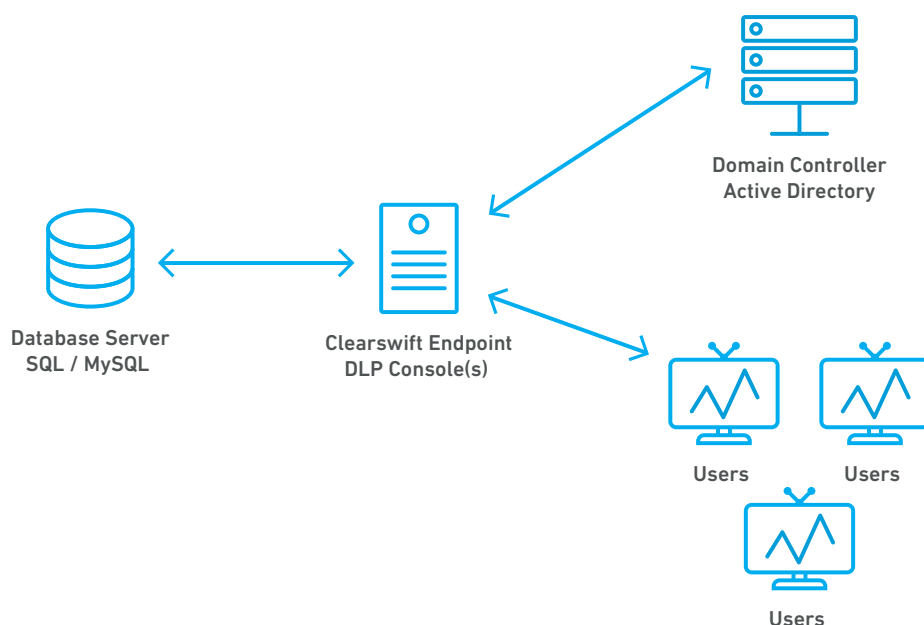 Domain Controller
Active Directory
Database Server
SQL / MySQL
Clearswift Endpoint
DLP Console(s)
Users
Users
Users